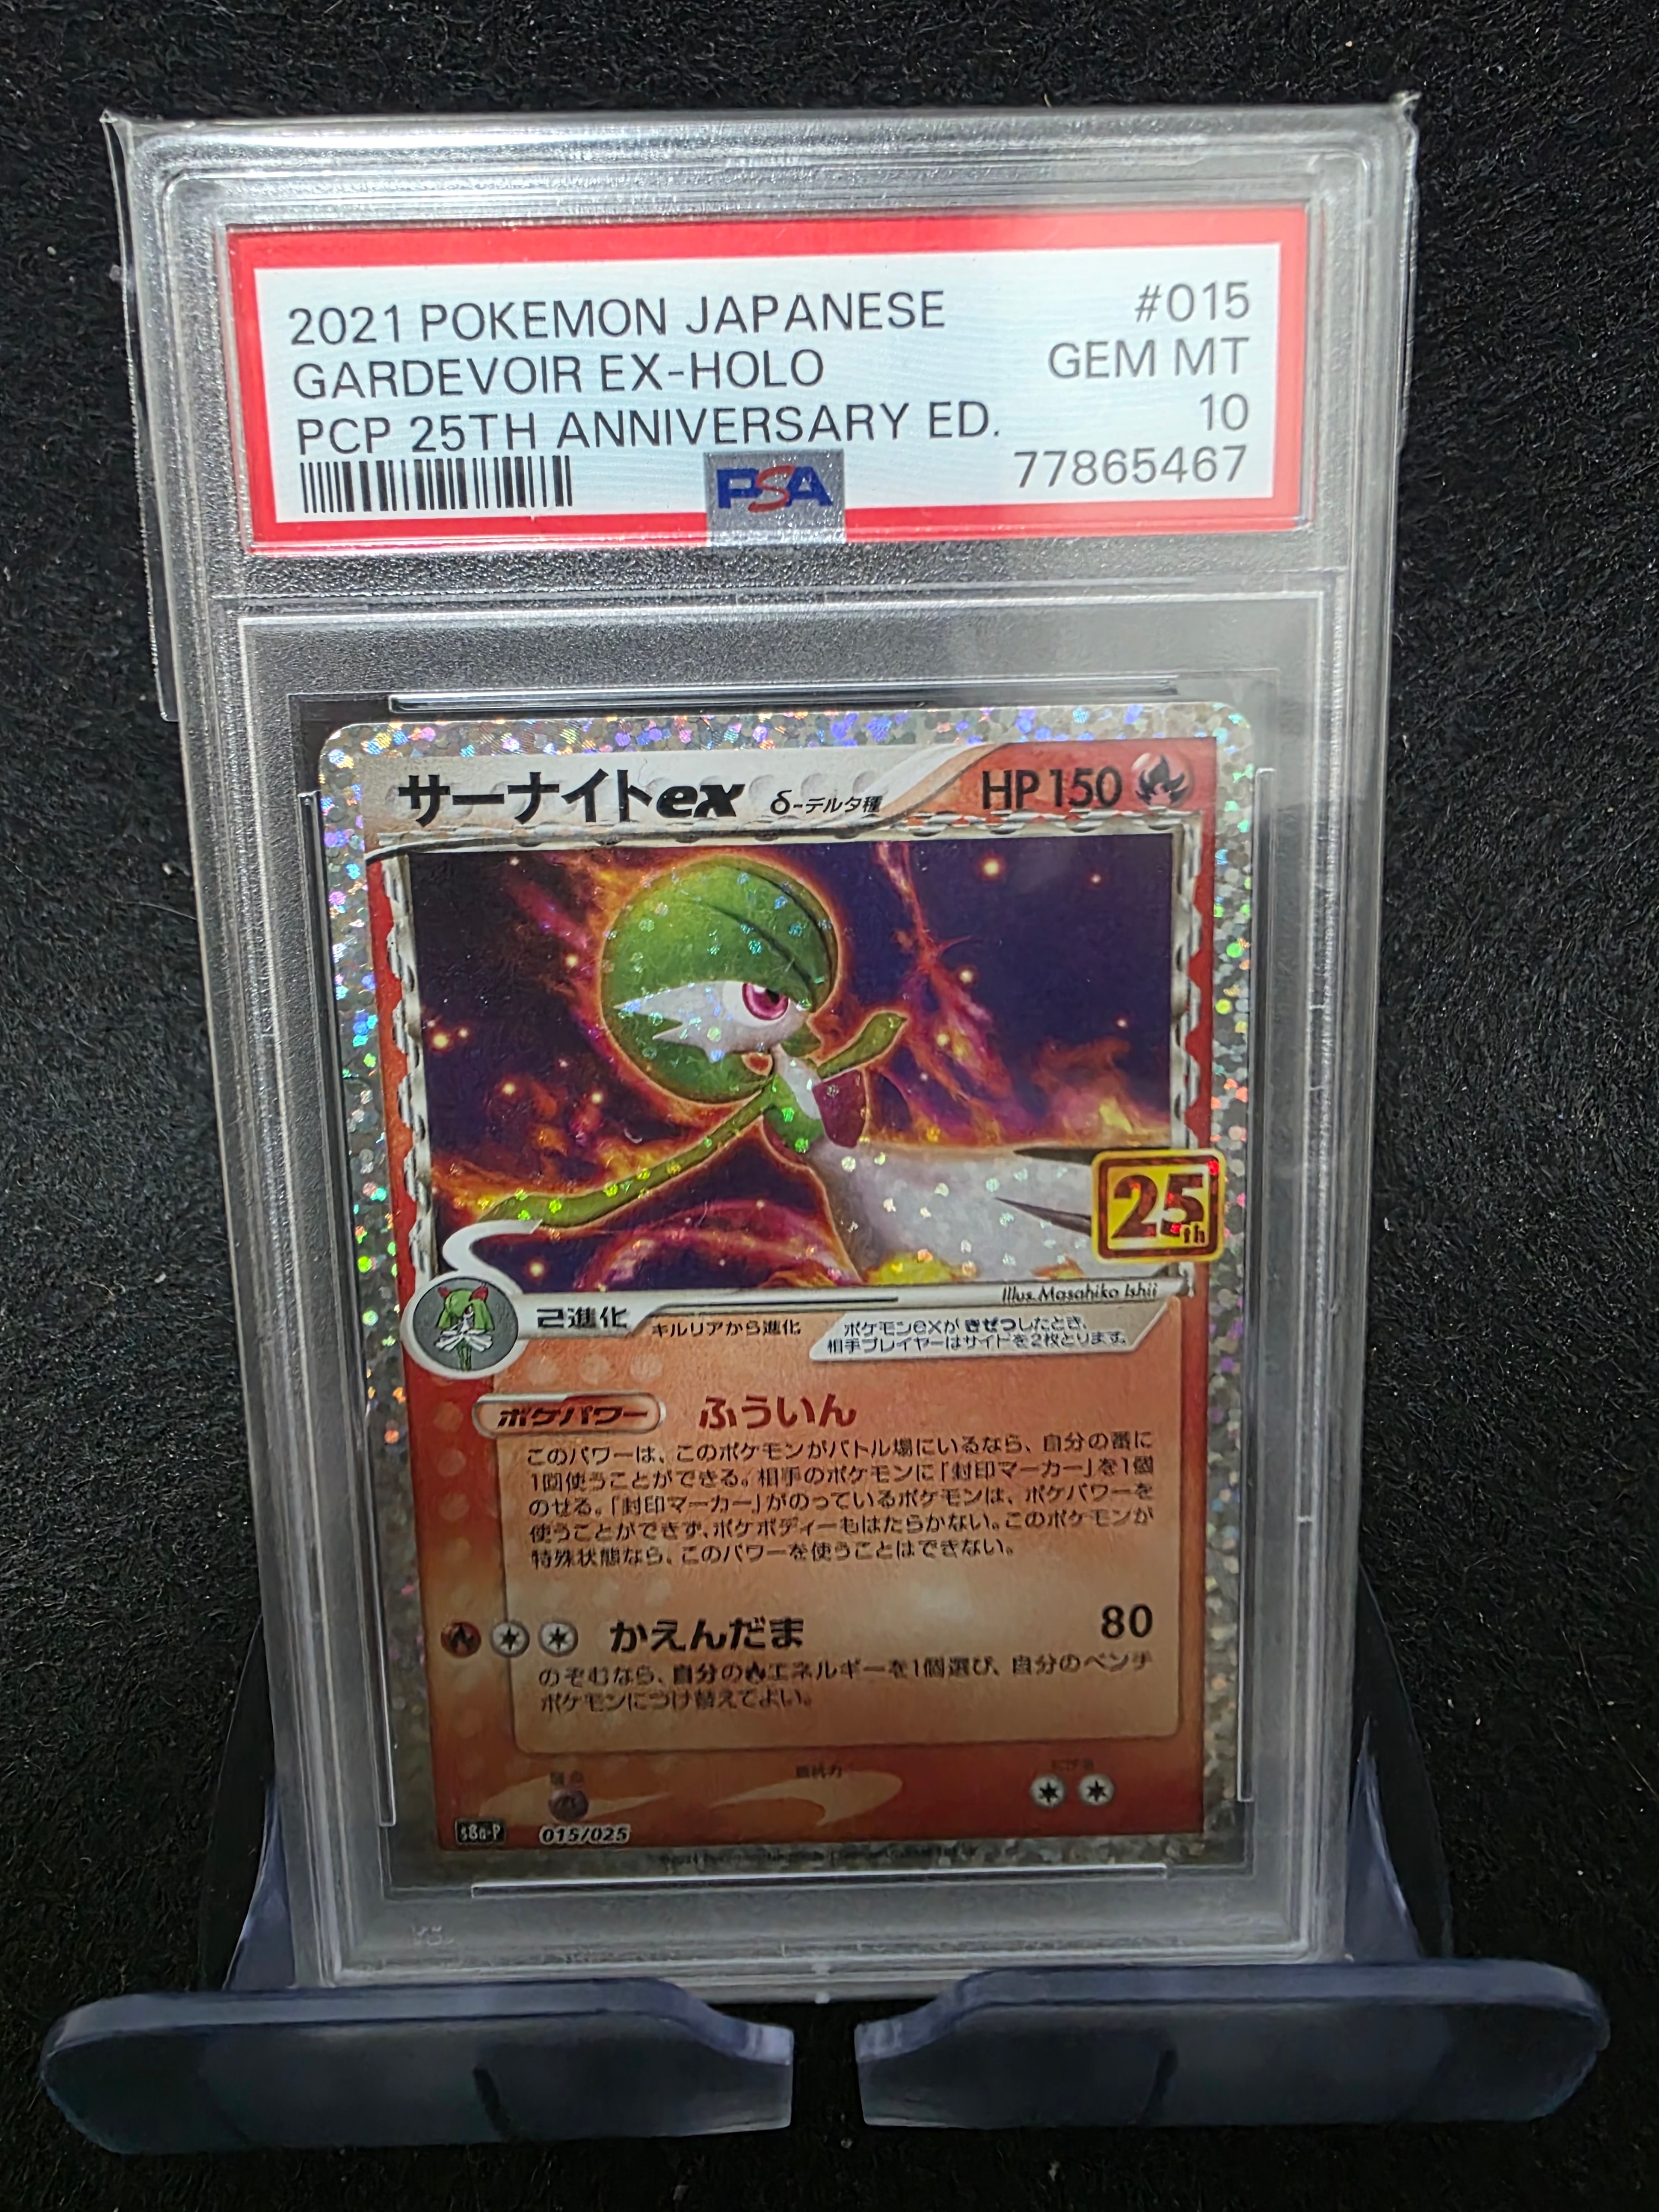 2021 POKEMON JAPANESE #015
GARDEVOIR EX-HOLO GEM MT
PCP 25TH ANNIVERSARY ED. 10
PSA 77865467
サーナイトex δ-デルタ種 HP 150
25th
Illus. Masahiko Ishii
2進化 キルリアから進化
ポケモンexが きぜつしたとき、
相手プレイヤーはサイドを2枚とります。
ポケパワー ふういん
このパワーは、このポケモンがバトル場にいるなら、自分の番に
1回使うことができる。相手のポケモンに「封印マーカー」を1個
のせる。「封印マーカー」がのっているポケモンは、ポケパワーを
使うことができず、ポケボディーもはたらかない。このポケモンが
特殊状態なら、このパワーを使うことはできない。
かえんだま 80
のぞむなら、自分のエネルギーを1個選び、自分のベンチ
ポケモンにつけ替えてよい。
弱点 抵抗力 にげる
s8a-P 015/025